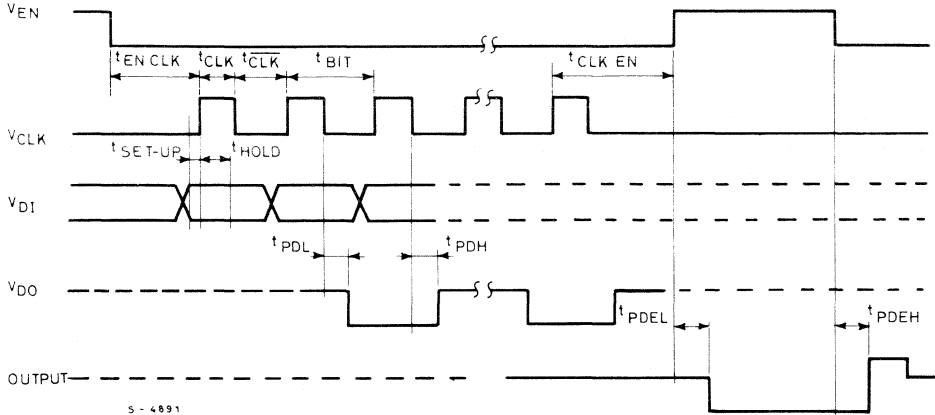 VEN
tEN CLK tCLK tCLK tBIT tCLK EN
VCLK
tSET-UP tHOLD
VDI
tPDL tPDH
VDO
tPDEL tPDEH
OUTPUT
S-4891